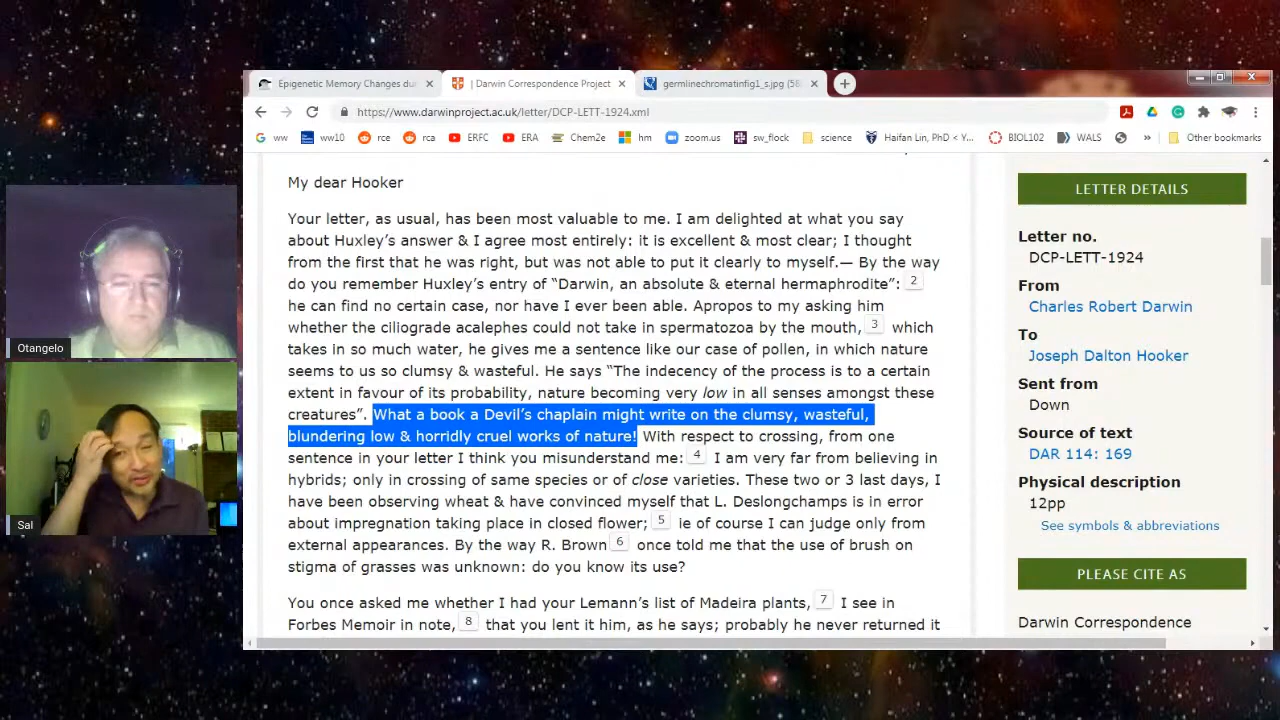 Epigenetic Memory Changes du
| Darwin Correspondence Project
germlinechromatinfig1_s.jpg (58
https://www.darwinproject.ac.uk/letter/DCP-LETT-1924.xml
ww
ww10
rce
rca
ERFC
ERA
Chem2e
hm
zoom.us
sw_flock
science
Haifan Lin, PhD < Y...
BIOL102
WALS
Other bookmarks
My dear Hooker
Your letter, as usual, has been most valuable to me. I am delighted at what you say
about Huxley’s answer & I agree most entirely: it is excellent & most clear; I thought
from the first that he was right, but was not able to put it clearly to myself.— By the way
do you remember Huxley’s entry of “Darwin, an absolute & eternal hermaphrodite”: 2
he can find no certain case, nor have I ever been able. Apropos to my asking him
whether the ciliograde acalephes could not take in spermatozoa by the mouth, 3 which
takes in so much water, he gives me a sentence like our case of pollen, in which nature
seems to us so clumsy & wasteful. He says “The indecency of the process is to a certain
extent in favour of its probability, nature becoming very low in all senses amongst these
creatures”. What a book a Devil’s chaplain might write on the clumsy, wasteful,
blundering low & horridly cruel works of nature! With respect to crossing, from one
sentence in your letter I think you misunderstand me: 4 I am very far from believing in
hybrids; only in crossing of same species or of close varieties. These two or 3 last days, I
have been observing wheat & have convinced myself that L. Deslongchamps is in error
about impregnation taking place in closed flower; 5 ie of course I can judge only from
external appearances. By the way R. Brown 6 once told me that the use of brush on
stigma of grasses was unknown: do you know its use?
You once asked me whether I had your Lemann’s list of Madeira plants, 7 I see in
Forbes Memoir in note, 8 that you lent it him, as he says; probably he never returned it
LETTER DETAILS
Letter no.
DCP-LETT-1924
From
Charles Robert Darwin
To
Joseph Dalton Hooker
Sent from
Down
Source of text
DAR 114: 169
Physical description
12pp
See symbols & abbreviations
PLEASE CITE AS
Darwin Correspondence
Otangelo
Sal